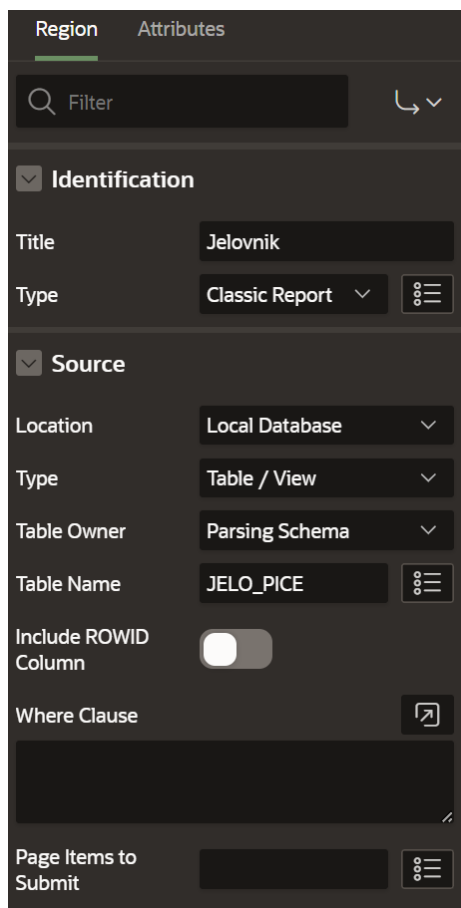 Region Attributes
Filter
Identification
Title Jelovnik
Type Classic Report
Source
Location Local Database
Type Table / View
Table Owner Parsing Schema
Table Name JELO_PICE
Include ROWID
Column
Where Clause
Page Items to
Submit